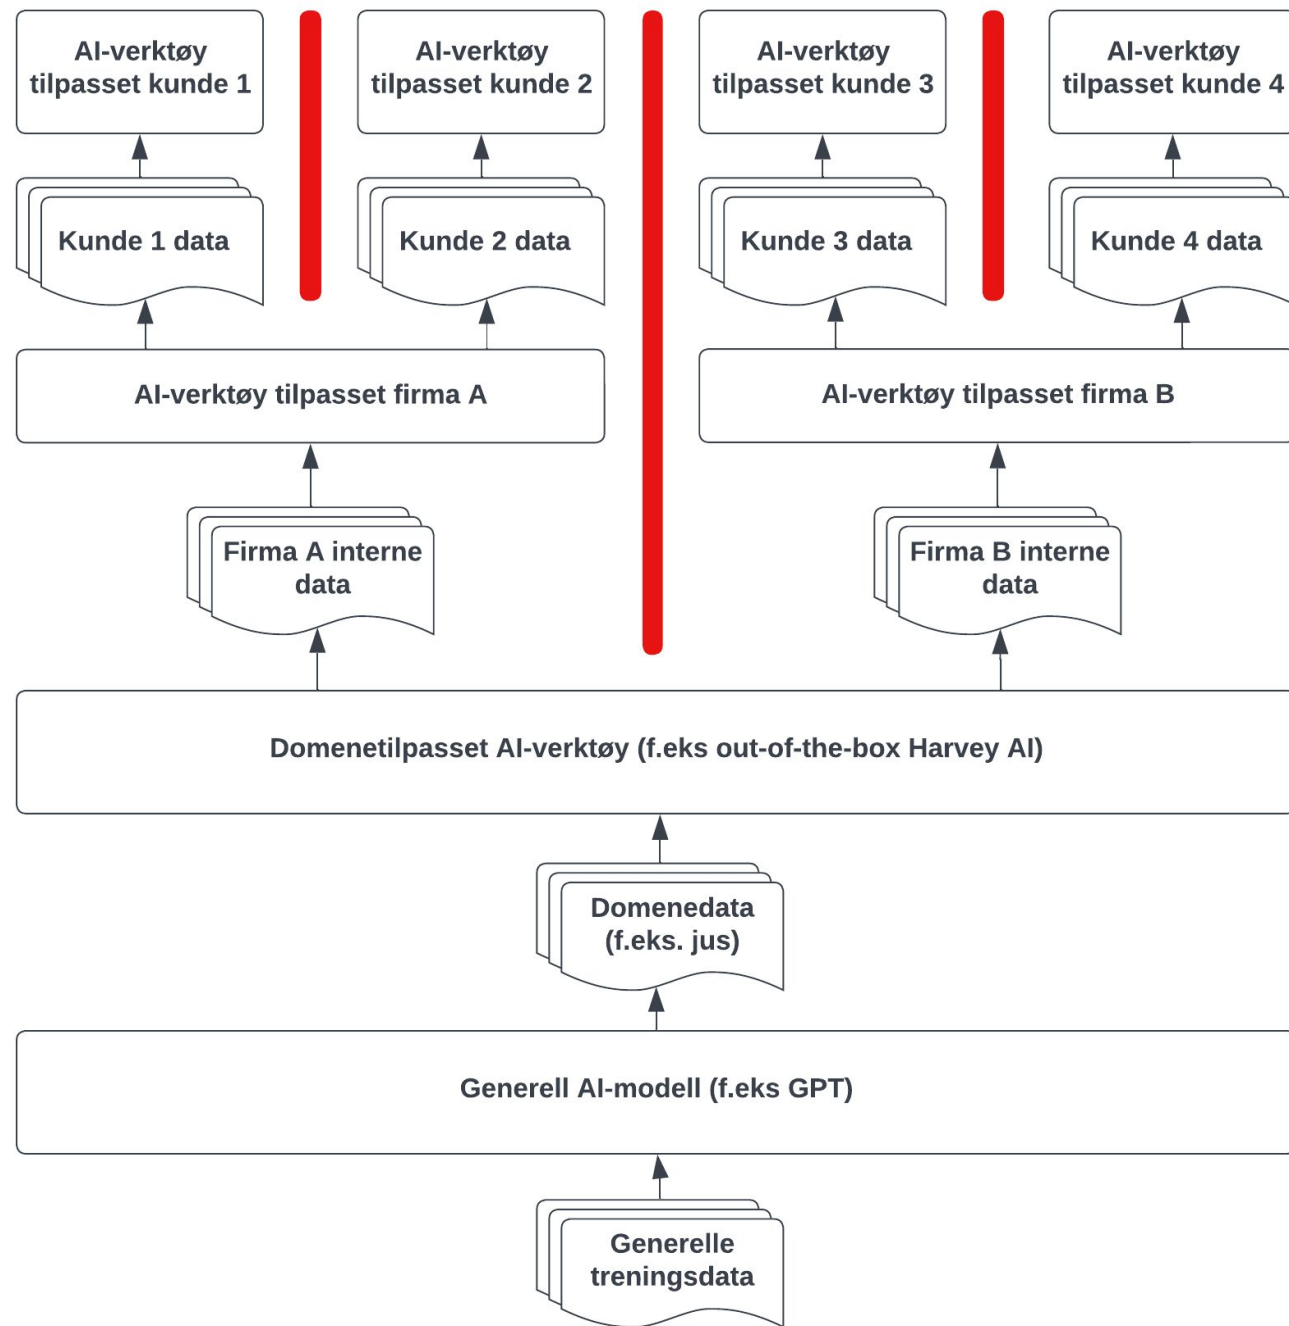 AI-verktøy
tilpasset kunde 1
AI-verktøy
tilpasset kunde 2
AI-verktøy
tilpasset kunde 3
AI-verktøy
tilpasset kunde 4
Kunde 1 data
Kunde 2 data
Kunde 3 data
Kunde 4 data
AI-verktøy tilpasset firma A
AI-verktøy tilpasset firma B
Firma A interne
data
Firma B interne
data
Domenetilpasset AI-verktøy (f.eks out-of-the-box Harvey AI)
Domenedata
(f.eks. jus)
Generell AI-modell (f.eks GPT)
Generelle
treningsdata